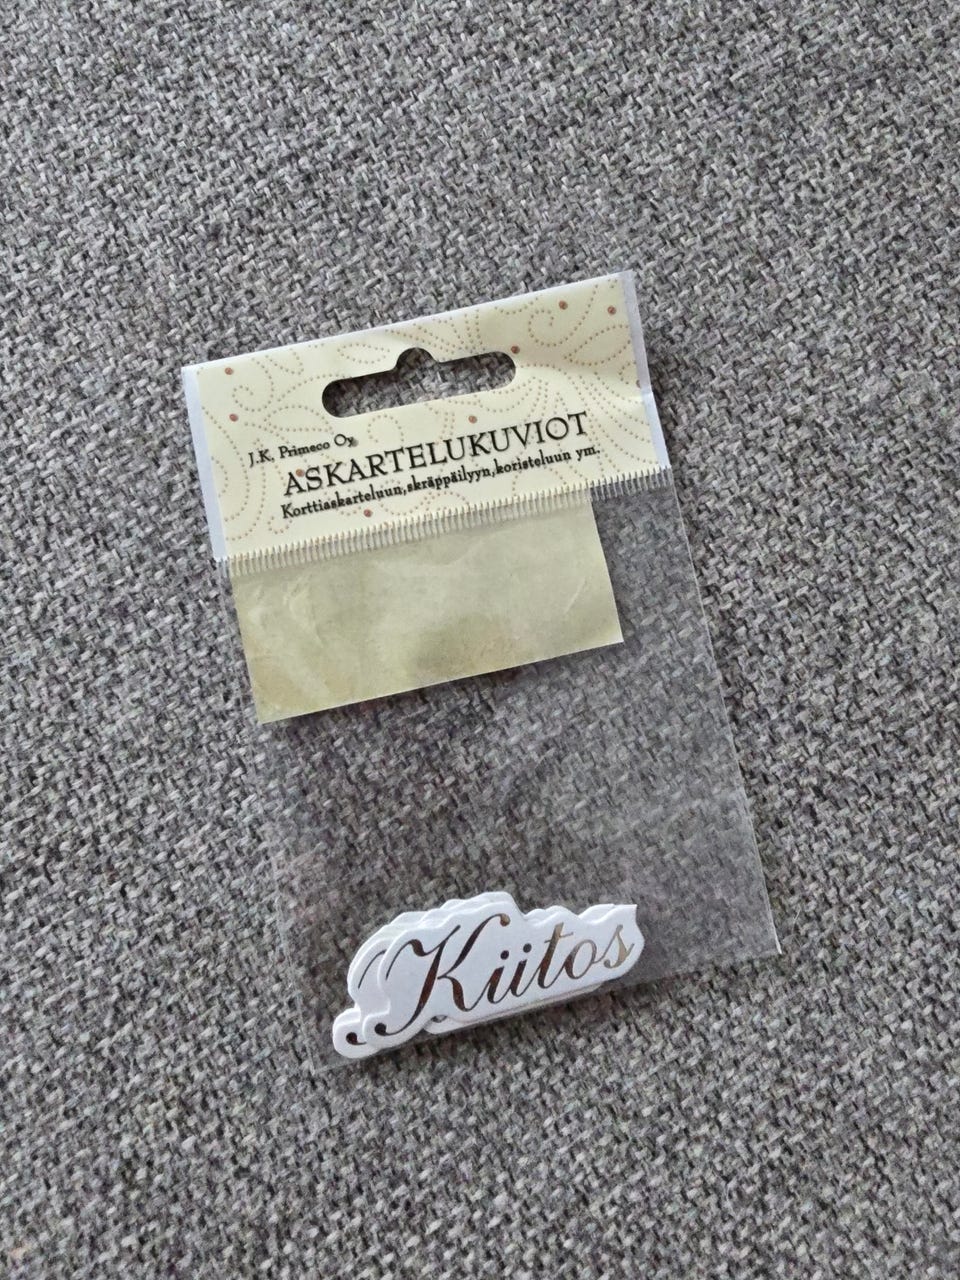 J.K. Primeco Oy
ASKARTELUKUVIOT
Korttiaskarteluun,skräppäilyyn,koristeluun ym.
Kiitos